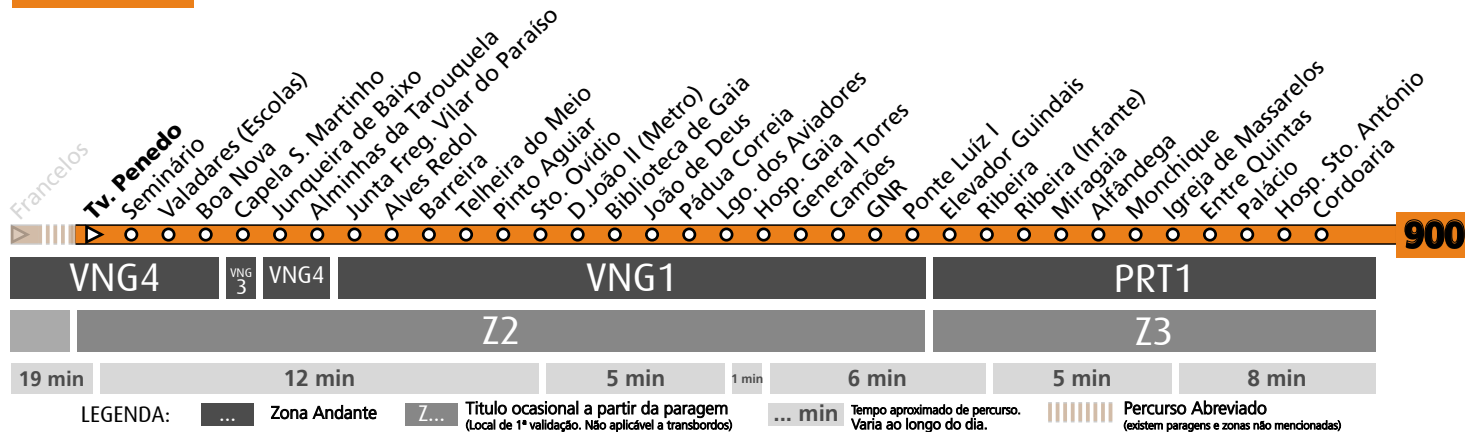 Francelos
Tv. Penedo
Seminário
Valadares (Escolas)
Boa Nova
Capela S. Martinho
Junqueira de Baixo
Alminhas da Tarouquela
Junta Freg. Vilar do Paraíso
Alves Redol
Barreira
Telheira do Meio
Pinto Aguiar
Sto. Ovídio
D.João II (Metro)
Biblioteca de Gaia
João de Deus
Pádua Correia
Lgo. dos Aviadores
Hosp. Gaia
General Torres
Camões
GNR
Ponte Luíz I
Elevador Guindais
Ribeira
Ribeira (Infante)
Miragaia
Alfândega
Monchique
Igreja de Massarelos
Entre Quintas
Palácio
Hosp. Sto. António
Cordoaria
900
VNG4 VNG 3 VNG4 VNG1 PRT1
Z2 Z3
19 min 12 min 5 min 1 min 6 min 5 min 8 min
LEGENDA:
... Zona Andante
Z... Titulo ocasional a partir da paragem
(Local de 1ª validação. Não aplicável a transbordos)
... min Tempo aproximado de percurso.
Varia ao longo do dia.
Percurso Abreviado
(existem paragens e zonas não mencionadas)